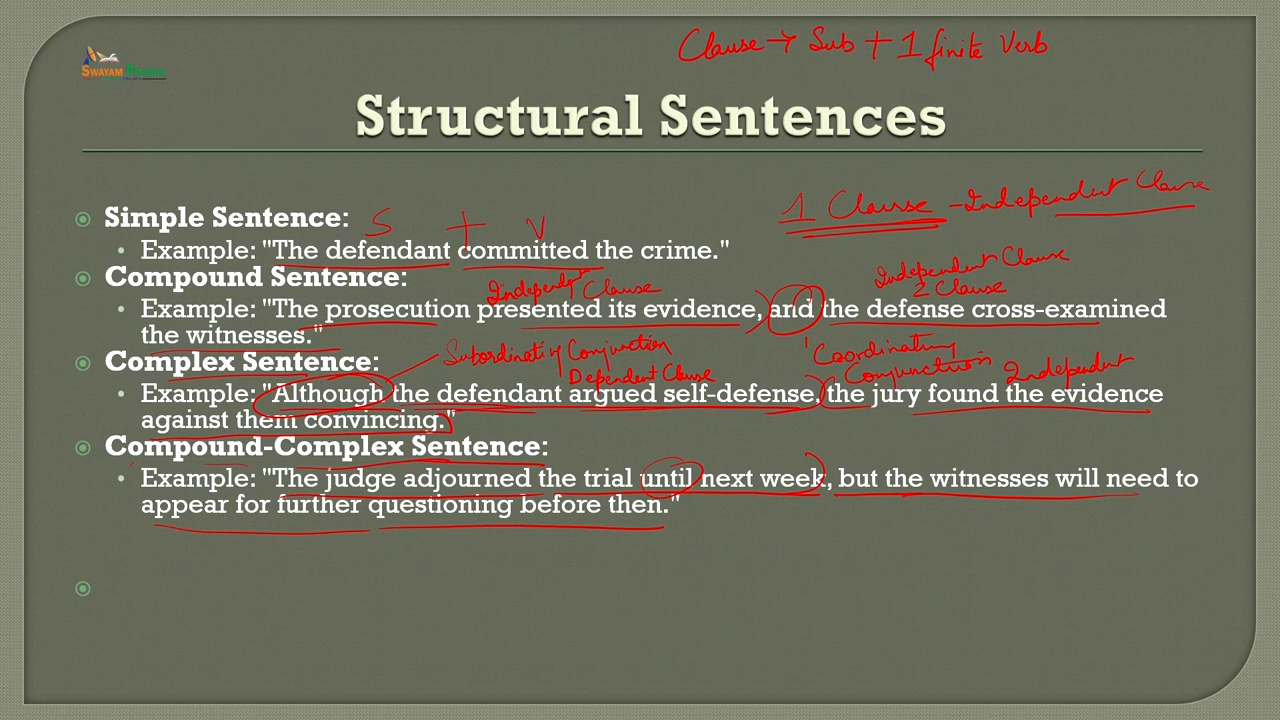 Clause → Sub + 1 finite Verb
SWAYAM PRABHA
Structural Sentences
1 Clause - Independent Clause
Simple Sentence:
S + V
Example: "The defendant committed the crime."
Compound Sentence:
Independent Clause
Independent Clause
2 Clause
Example: "The prosecution presented its evidence, and the defense cross-examined
the witnesses."
Coordinating
Conjunction
Complex Sentence:
Subordinating Conjunction
Dependent Clause
Independent
Example: "Although the defendant argued self-defense, the jury found the evidence
against them convincing."
Compound-Complex Sentence:
Example: "The judge adjourned the trial until next week, but the witnesses will need to
appear for further questioning before then."